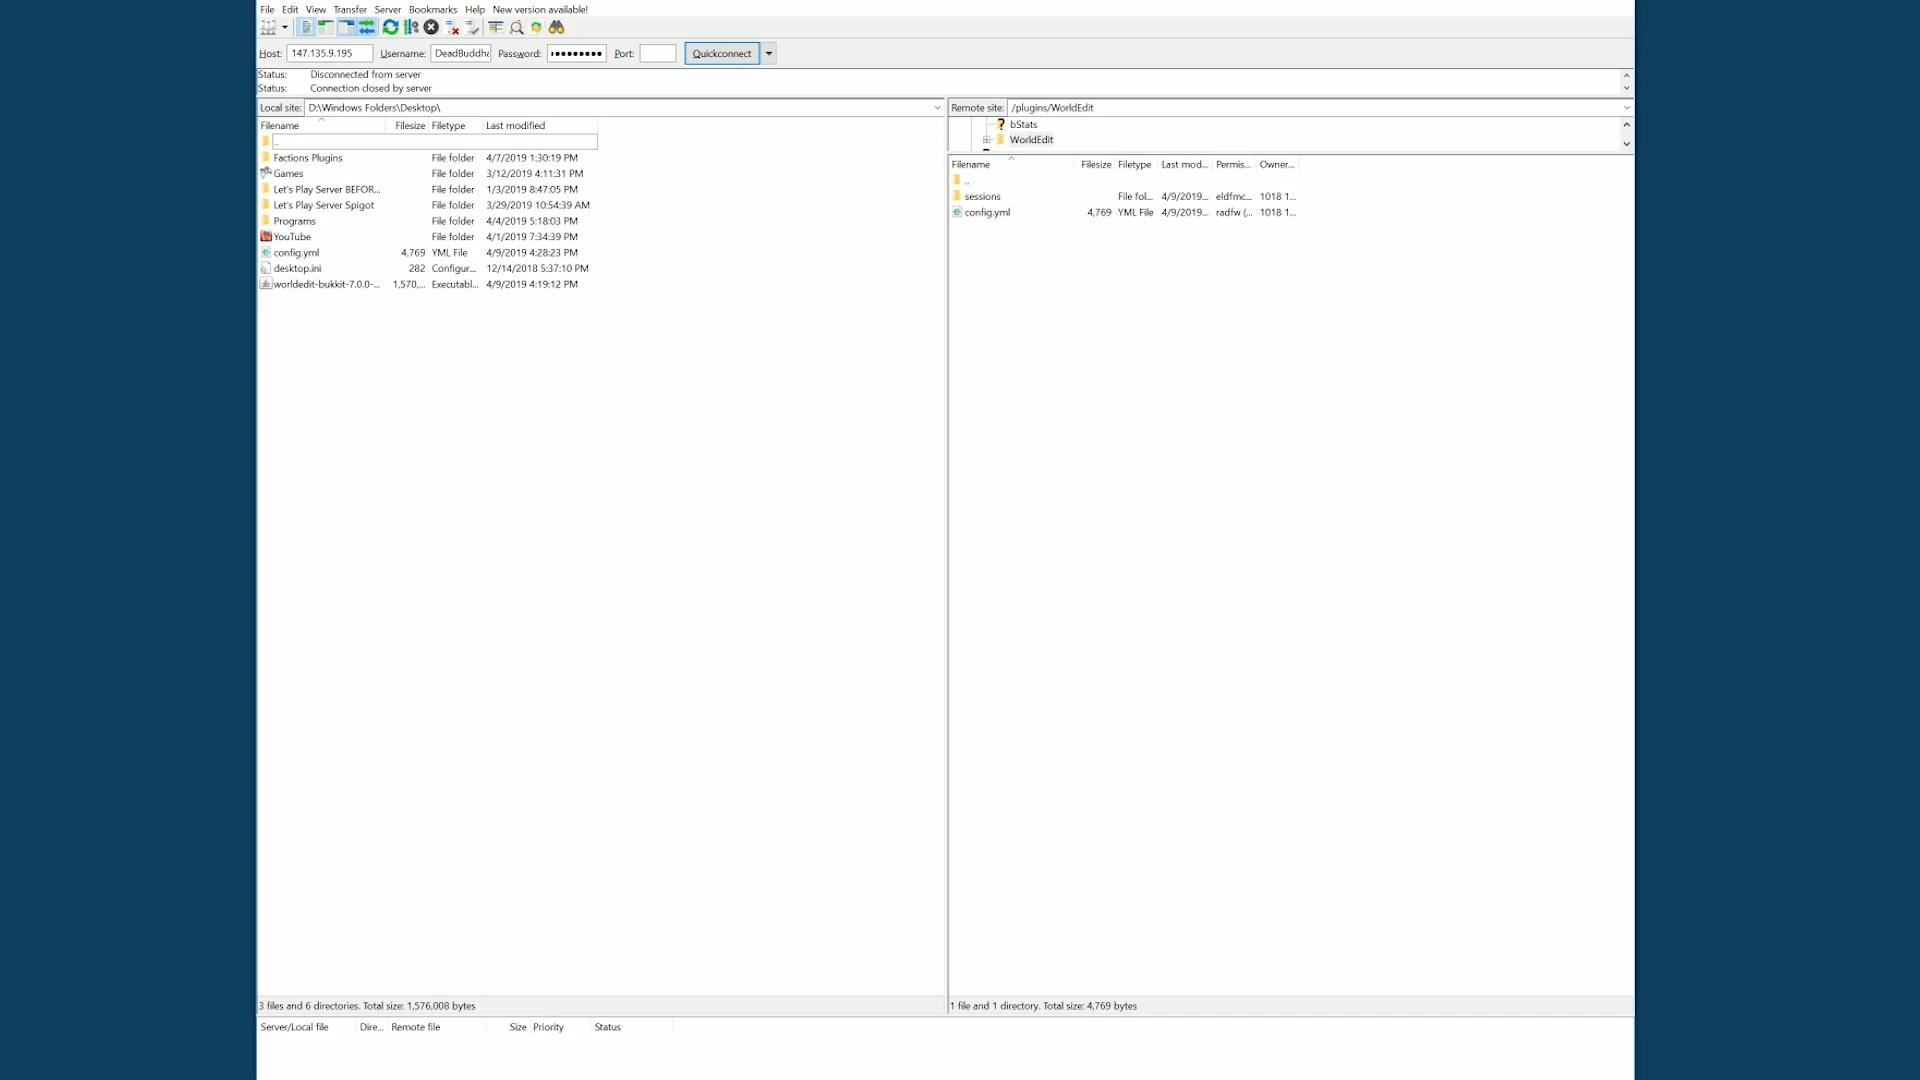 File Edit View Transfer Server Bookmarks Help New version available!
Host: 147.135.9.195 Username: DeadBuddha Password: ●●●●●●●●● Port: Quickconnect
Status: Disconnected from server
Status: Connection closed by server
Local site: D:\Windows Folders\Desktop\
Filename Filesize Filetype Last modified
..
Factions Plugins File folder 4/7/2019 1:30:19 PM
Games File folder 3/12/2019 4:11:31 PM
Let's Play Server BEFOR... File folder 1/3/2019 8:47:05 PM
Let's Play Server Spigot File folder 3/29/2019 10:54:39 AM
Programs File folder 4/4/2019 5:18:03 PM
YouTube File folder 4/1/2019 7:34:39 PM
config.yml 4,769 YML File 4/9/2019 4:28:23 PM
desktop.ini 282 Configur... 12/14/2018 5:37:10 PM
worldedit-bukkit-7.0.0-... 1,570,... Executabl... 4/9/2019 4:19:12 PM
3 files and 6 directories. Total size: 1,576,008 bytes
Remote site: /plugins/WorldEdit
? bStats
WorldEdit
Filename Filesize Filetype Last mod... Permis... Owner...
..
sessions File fol... 4/9/2019... eldfmc... 1018 1...
config.yml 4,769 YML File 4/9/2019... radfw (... 1018 1...
1 file and 1 directory. Total size: 4,769 bytes
Server/Local file Dire... Remote file Size Priority Status